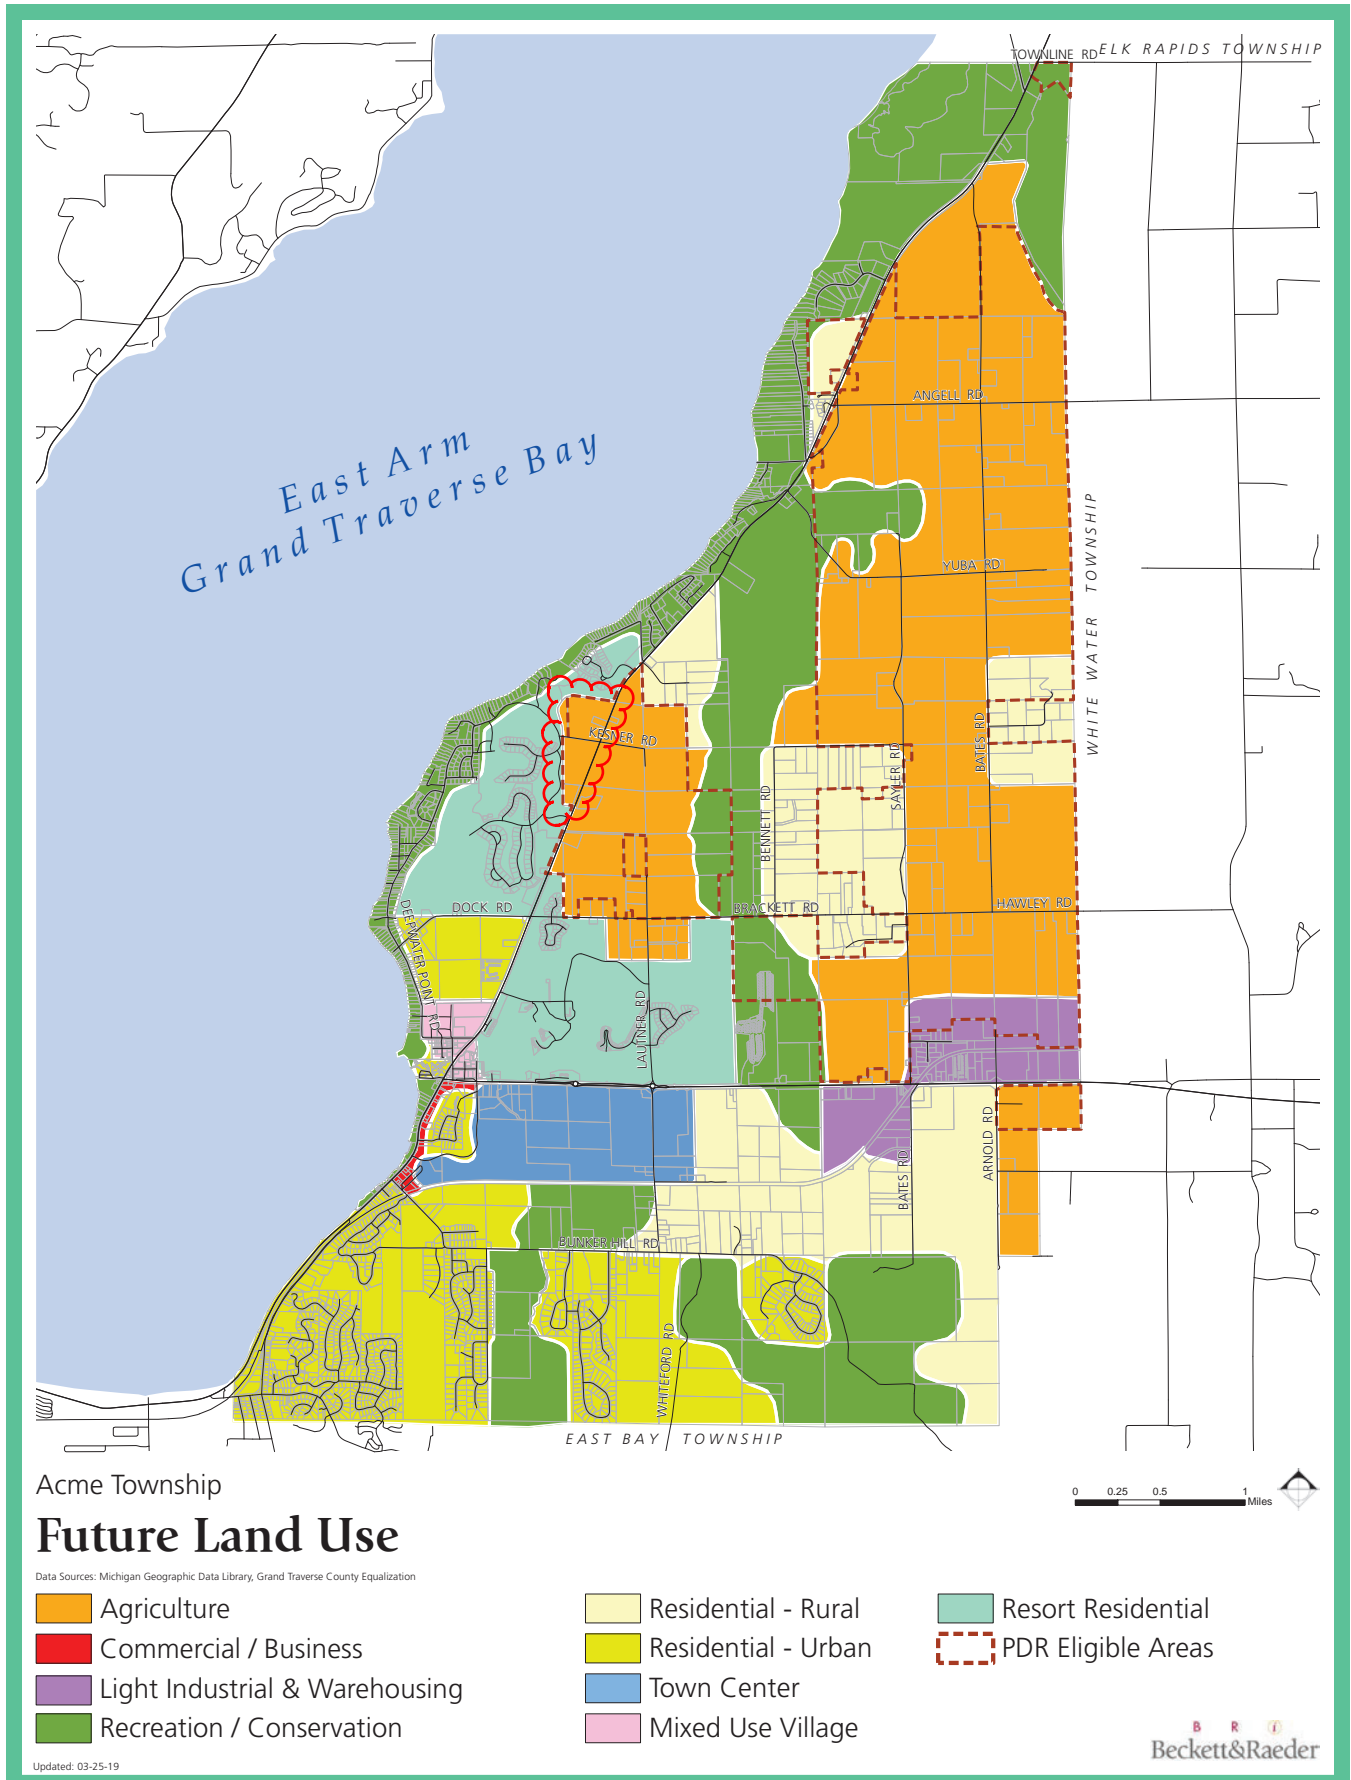 TOWNLINE RD
ELK RAPIDS TOWNSHIP
ANGELL RD
East Arm
Grand Traverse Bay
YUBA RD
WHITE WATER TOWNSHIP
KESNER RD
BATES RD
SAYLER RD
BENNETT RD
DOCK RD
BRACKETT RD
HAWLEY RD
DEEPWATER POINT RD
LAUTNER RD
ARNOLD RD
BATES RD
BUNKER HILL RD
WHITEFORD RD
EAST BAY TOWNSHIP
Acme Township
0 0.25 0.5 1
Miles
Future Land Use
Data Sources: Michigan Geographic Data Library, Grand Traverse County Equalization
Agriculture
Commercial / Business
Light Industrial & Warehousing
Recreation / Conservation
Residential - Rural
Residential - Urban
Town Center
Mixed Use Village
Resort Residential
PDR Eligible Areas
B R i
Beckett&Raeder
Updated: 03-25-19